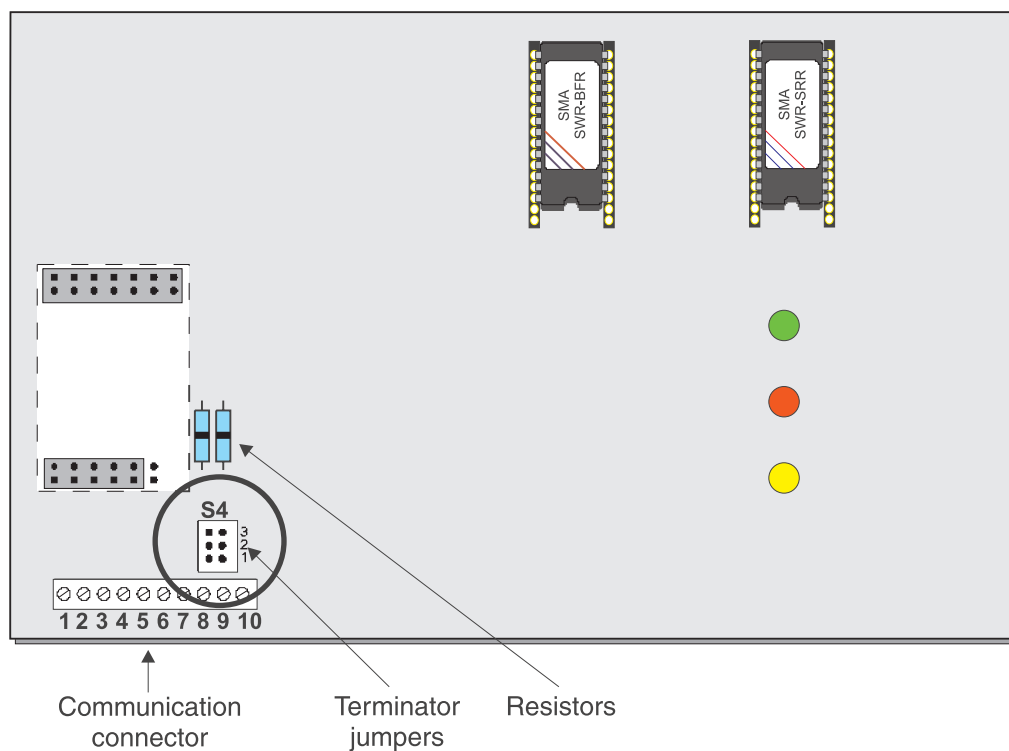 SMA
SWR-BFR
SMA
SWR-SRR
S4
3
2
1
1 2 3 4 5 6 7 8 9 10
Communication
connector
Terminator
jumpers
Resistors